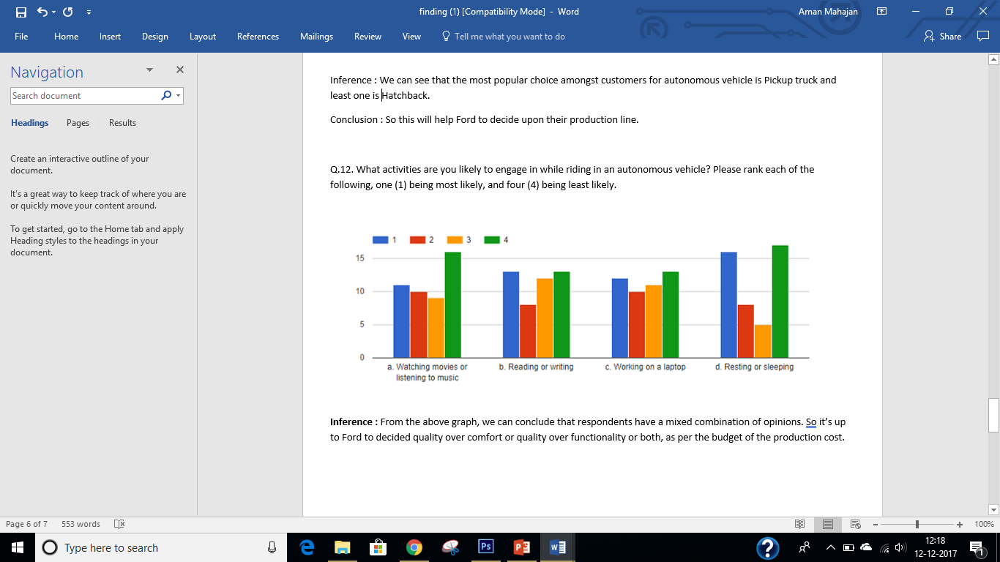 finding (1) [Compatibility Mode] - Word
Aman Mahajan
File Home Insert Design Layout References Mailings Review View Tell me what you want to do Share
Navigation
Search document
Headings Pages Results
Create an interactive outline of your
document.
It's a great way to keep track of where you are
or quickly move your content around.
To get started, go to the Home tab and apply
Heading styles to the headings in your
document.
Inference : We can see that the most popular choice amongst customers for autonomous vehicle is Pickup truck and
least one is Hatchback.
Conclusion : So this will help Ford to decide upon their production line.
Q.12. What activities are you likely to engage in while riding in an autonomous vehicle? Please rank each of the
following, one (1) being most likely, and four (4) being least likely.
1 2 3 4
15
10
5
0
a. Watching movies or
listening to music
b. Reading or writing
c. Working on a laptop
d. Resting or sleeping
Inference : From the above graph, we can conclude that respondents have a mixed combination of opinions. So it's up
to Ford to decided quality over comfort or quality over functionality or both, as per the budget of the production cost.
Page 6 of 7 553 words
100%
Type here to search
Ps
P
W
12:18
12-12-2017
1